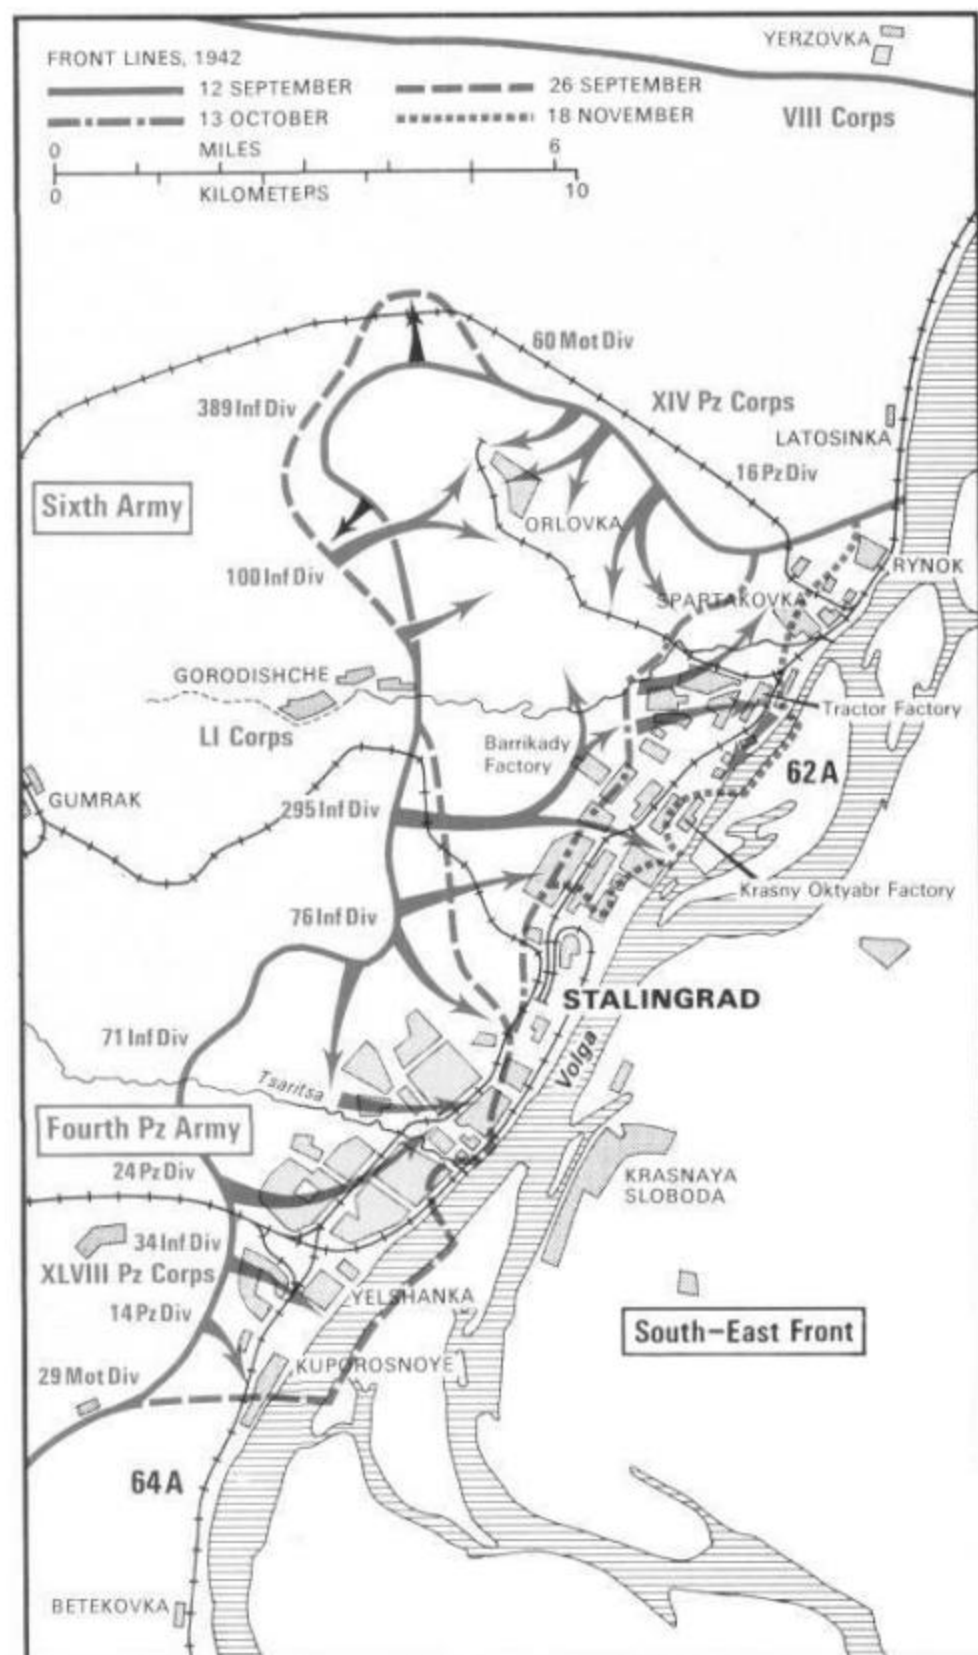 FRONT LINES, 1942
12 SEPTEMBER
26 SEPTEMBER
13 OCTOBER
18 NOVEMBER
0 MILES 6
0 KILOMETERS 10
YERZOVKA
VIII Corps
60 Mot Div
389 Inf Div
XIV Pz Corps
LATOSINKA
16 Pz Div
Sixth Army
ORLOVKA
RYNOK
100 Inf Div
SPARTAKOVKA
GORODISHCHE
Tractor Factory
LI Corps
Barrikady
Factory
62 A
GUMRAK
295 Inf Div
Krasny Oktyabr Factory
76 Inf Div
STALINGRAD
71 Inf Div
Volga
Tsaritsa
Fourth Pz Army
24 Pz Div
KRASNAYA
SLOBODA
34 Inf Div
XLVIII Pz Corps
YELSHANKA
14 Pz Div
South-East Front
KUPOROSNOYE
29 Mot Div
64 A
BETEKOVKA